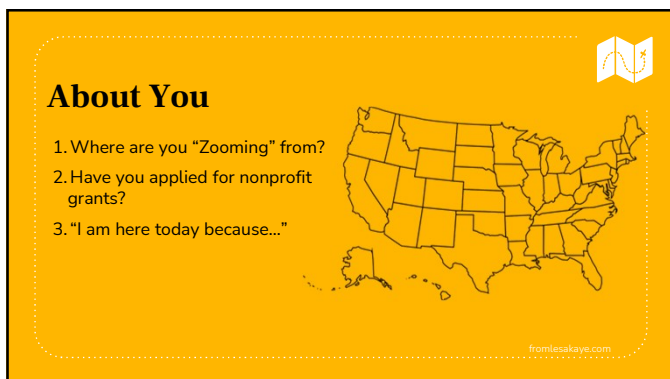 About You
1. Where are you “Zooming” from?
2. Have you applied for nonprofit
grants?
3. “I am here today because...”
fromlesakaye.com